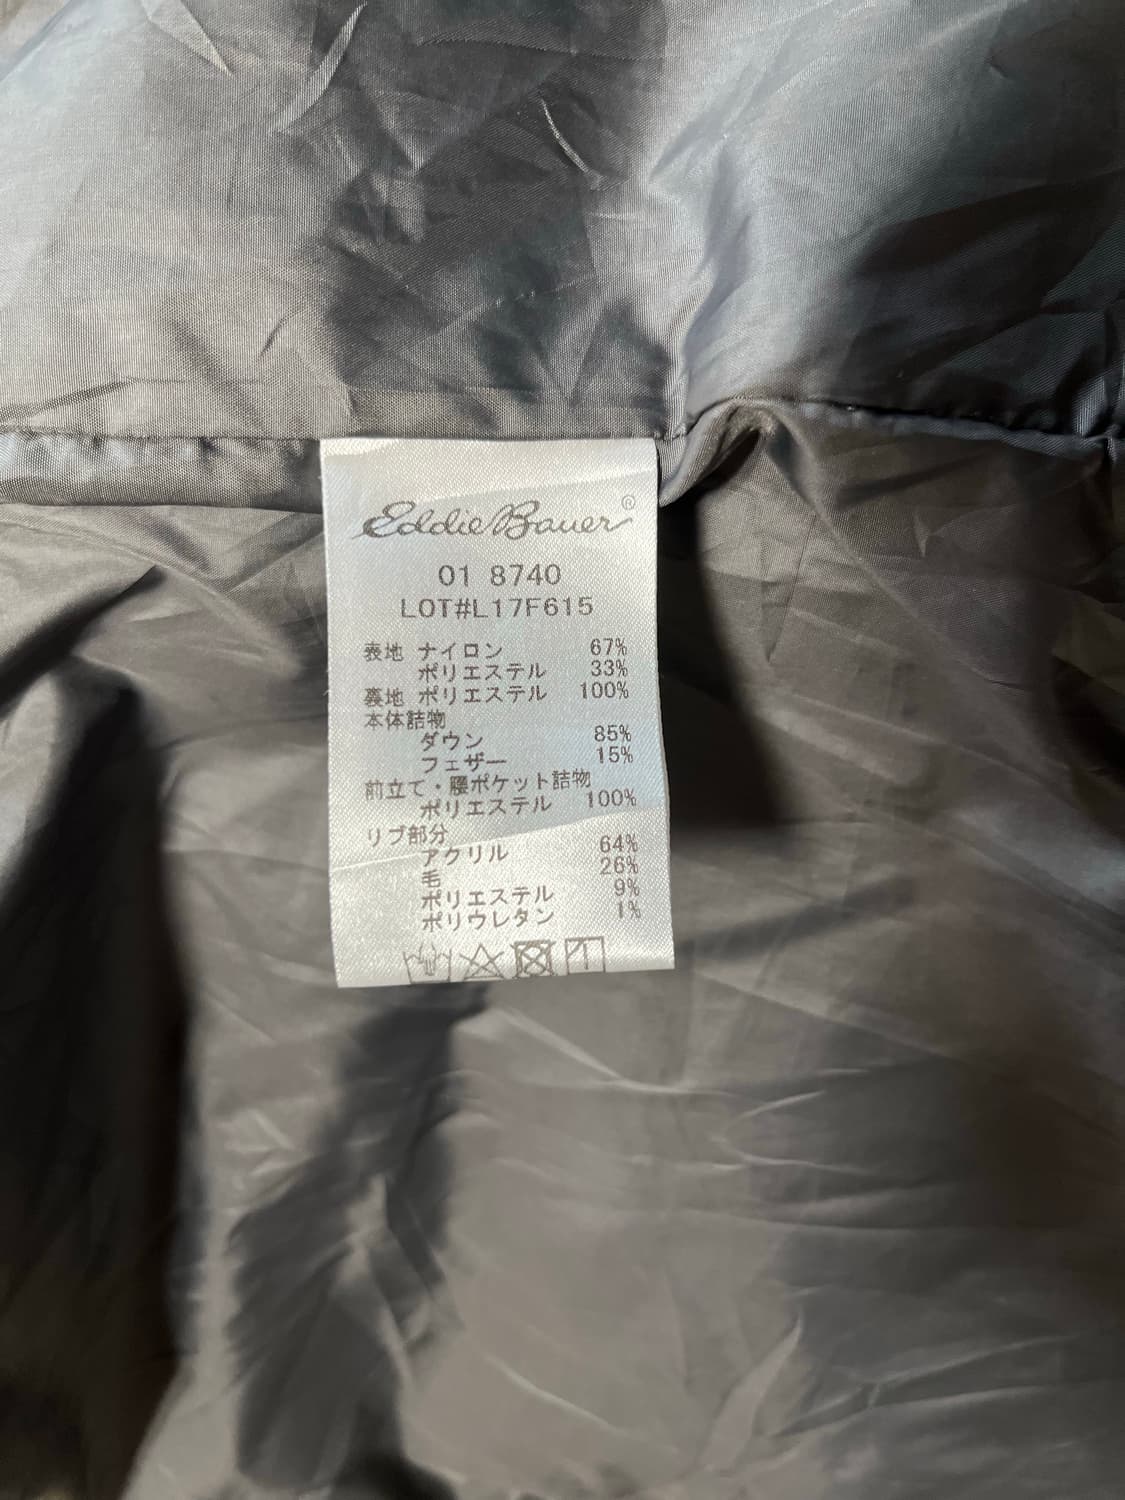 Eddie Bauer®
01 8740
LOT#L17F615
表地 ナイロン 67%
ポリエステル 33%
裏地 ポリエステル 100%
本体詰物
ダウン 85%
フェザー 15%
前立て・腰ポケット詰物
ポリエステル 100%
リブ部分
アクリル 64%
毛 26%
ポリエステル 9%
ポリウレタン 1%